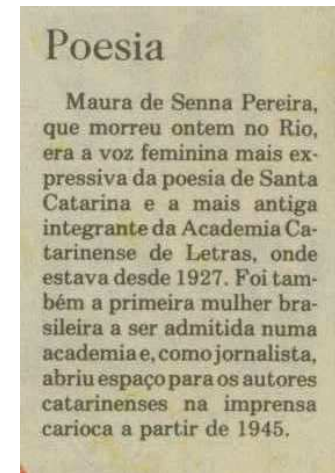 Poesia
Maura de Senna Pereira,
que morreu ontem no Rio,
era a voz feminina mais ex-
pressiva da poesia de Santa
Catarina e a mais antiga
integrante da Academia Ca-
tarinense de Letras, onde
estava desde 1927. Foi tam-
bém a primeira mulher bra-
sileira a ser admitida numa
academia e, como jornalista,
abriu espaço para os autores
catarinenses na imprensa
carioca a partir de 1945.